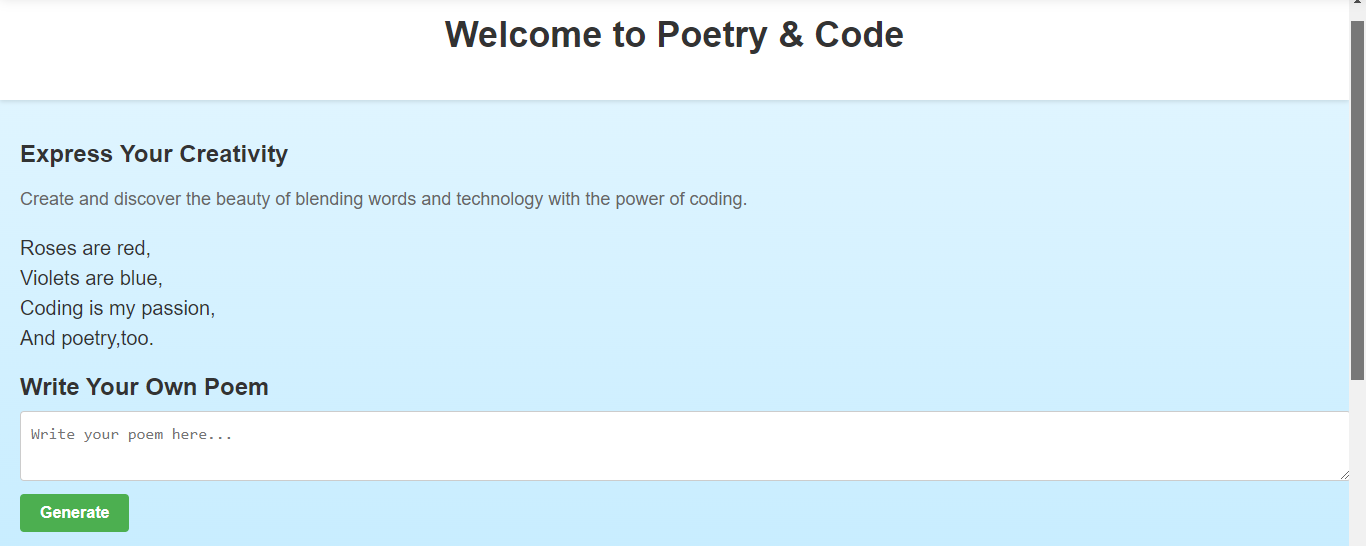 Welcome to Poetry & Code
Express Your Creativity
Create and discover the beauty of blending words and technology with the power of coding.
Roses are red,
Violets are blue,
Coding is my passion,
And poetry,too.
Write Your Own Poem
Write your poem here...
Generate